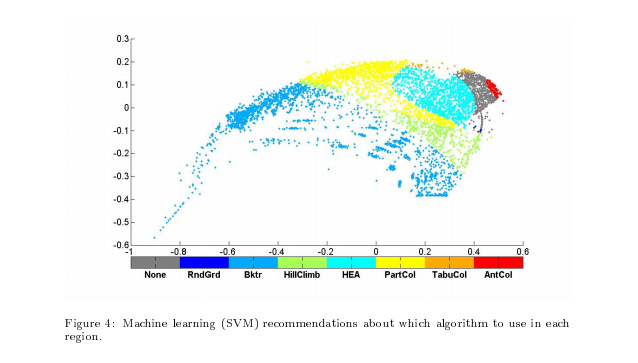 0.3
0.2
0.1
0
-0.1
-0.2
-0.3
-0.4
-0.5
-0.6
-1 -0.8 -0.6 -0.4 -0.2 0 0.2 0.4 0.6
None RndGrd Bktr HillClimb HEA PartCol TabuCol AntCol
Figure 4: Machine learning (SVM) recommendations about which algorithm to use in each
region.